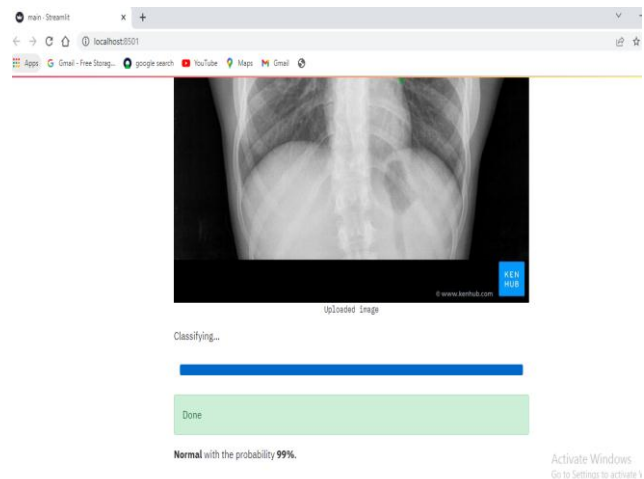 main · Streamlit
localhost:8501
Apps
Gmail - Free Storag...
google search
YouTube
Maps
Gmail
KEN
HUB
© www.kenhub.com
Uploaded image
Classifying...
Done
Normal with the probability 99%.
Activate Windows
Go to Settings to activate